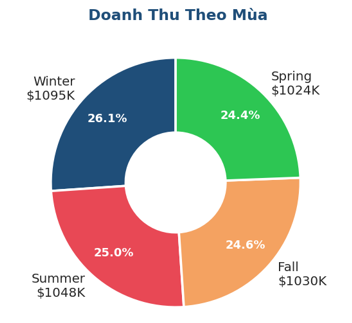 Doanh Thu Theo Mùa
Winter
$1095K
Spring
$1024K
26.1%
24.4%
25.0%
24.6%
Summer
$1048K
Fall
$1030K